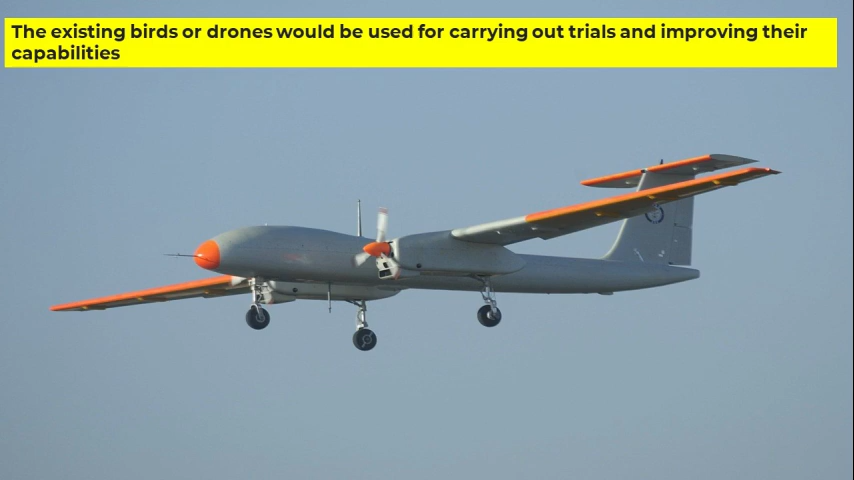 The existing birds or drones would be used for carrying out trials and improving their
capabilities